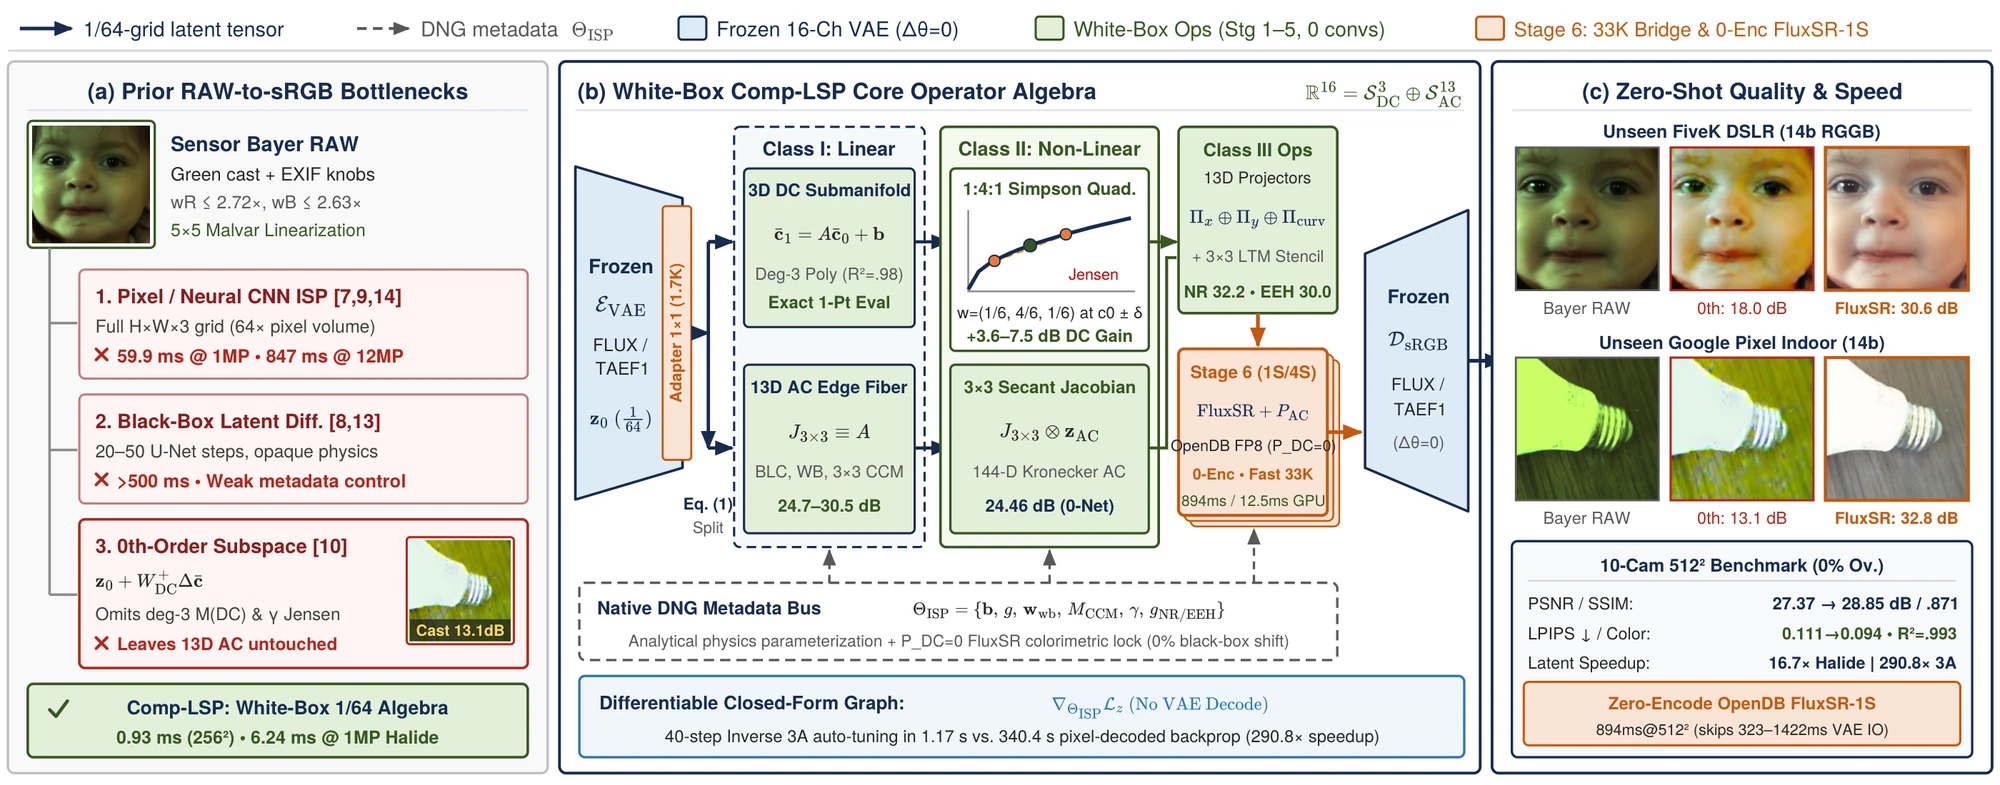 1/64-grid latent tensor
DNG metadata Θ_ISP
Frozen 16-Ch VAE (Δθ=0)
White-Box Ops (Stg 1–5, 0 convs)
Stage 6: 33K Bridge & 0-Enc FluxSR-1S
(a) Prior RAW-to-sRGB Bottlenecks
Sensor Bayer RAW
Green cast + EXIF knobs
wR ≤ 2.72×, wB ≤ 2.63×
5×5 Malvar Linearization
1. Pixel / Neural CNN ISP [7,9,14]
Full H×W×3 grid (64× pixel volume)
✕ 59.9 ms @ 1MP • 847 ms @ 12MP
2. Black-Box Latent Diff. [8,13]
20–50 U-Net steps, opaque physics
✕ >500 ms • Weak metadata control
3. 0th-Order Subspace [10]
z₀ + W⁺_DC Δc̄
Omits deg-3 M(DC) & γ Jensen
✕ Leaves 13D AC untouched
Cast 13.1dB
✓ Comp-LSP: White-Box 1/64 Algebra
0.93 ms (256²) • 6.24 ms @ 1MP Halide
(b) White-Box Comp-LSP Core Operator Algebra
ℝ¹⁶ = 𝒮³_DC ⊕ 𝒮¹³_AC
Frozen
ℰ_VAE
FLUX /
TAEF1
z₀ (1/64)
Adapter 1×1 (1.7K)
Eq. (1)
Split
Class I: Linear
3D DC Submanifold
c̄₁ = Ac̄₀ + b
Deg-3 Poly (R²=.98)
Exact 1-Pt Eval
13D AC Edge Fiber
J₃ₓ₃ ≡ A
BLC, WB, 3×3 CCM
24.7–30.5 dB
Class II: Non-Linear
1:4:1 Simpson Quad.
Jensen
w=(1/6, 4/6, 1/6) at c0 ± δ
+3.6–7.5 dB DC Gain
3×3 Secant Jacobian
J₃ₓ₃ ⊗ z_AC
144-D Kronecker AC
24.46 dB (0-Net)
Class III Ops
13D Projectors
Π_x ⊕ Π_y ⊕ Π_curv
+ 3×3 LTM Stencil
NR 32.2 • EEH 30.0
Stage 6 (1S/4S)
FluxSR + P_AC
OpenDB FP8 (P_DC=0)
0-Enc • Fast 33K
894ms / 12.5ms GPU
Frozen
𝒟_sRGB
FLUX /
TAEF1
(Δθ=0)
Native DNG Metadata Bus
Θ_ISP = {b, g, w_wb, M_CCM, γ, g_NR/EEH}
Analytical physics parameterization + P_DC=0 FluxSR colorimetric lock (0% black-box shift)
Differentiable Closed-Form Graph:
∇_Θ_ISP ℒ_z (No VAE Decode)
40-step Inverse 3A auto-tuning in 1.17 s vs. 340.4 s pixel-decoded backprop (290.8× speedup)
(c) Zero-Shot Quality & Speed
Unseen FiveK DSLR (14b RGGB)
Bayer RAW
0th: 18.0 dB
FluxSR: 30.6 dB
Unseen Google Pixel Indoor (14b)
Bayer RAW
0th: 13.1 dB
FluxSR: 32.8 dB
10-Cam 512² Benchmark (0% Ov.)
PSNR / SSIM: 27.37 → 28.85 dB / .871
LPIPS ↓ / Color: 0.111→0.094 • R²=.993
Latent Speedup: 16.7× Halide | 290.8× 3A
Zero-Encode OpenDB FluxSR-1S
894ms@512² (skips 323–1422ms VAE IO)